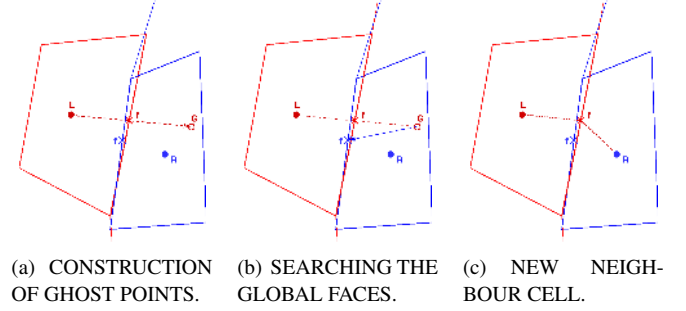 L f G f R
L f G f R
L f f R
(a) CONSTRUCTION (b) SEARCHING THE (c) NEW NEIGH-
OF GHOST POINTS. GLOBAL FACES. BOUR CELL.